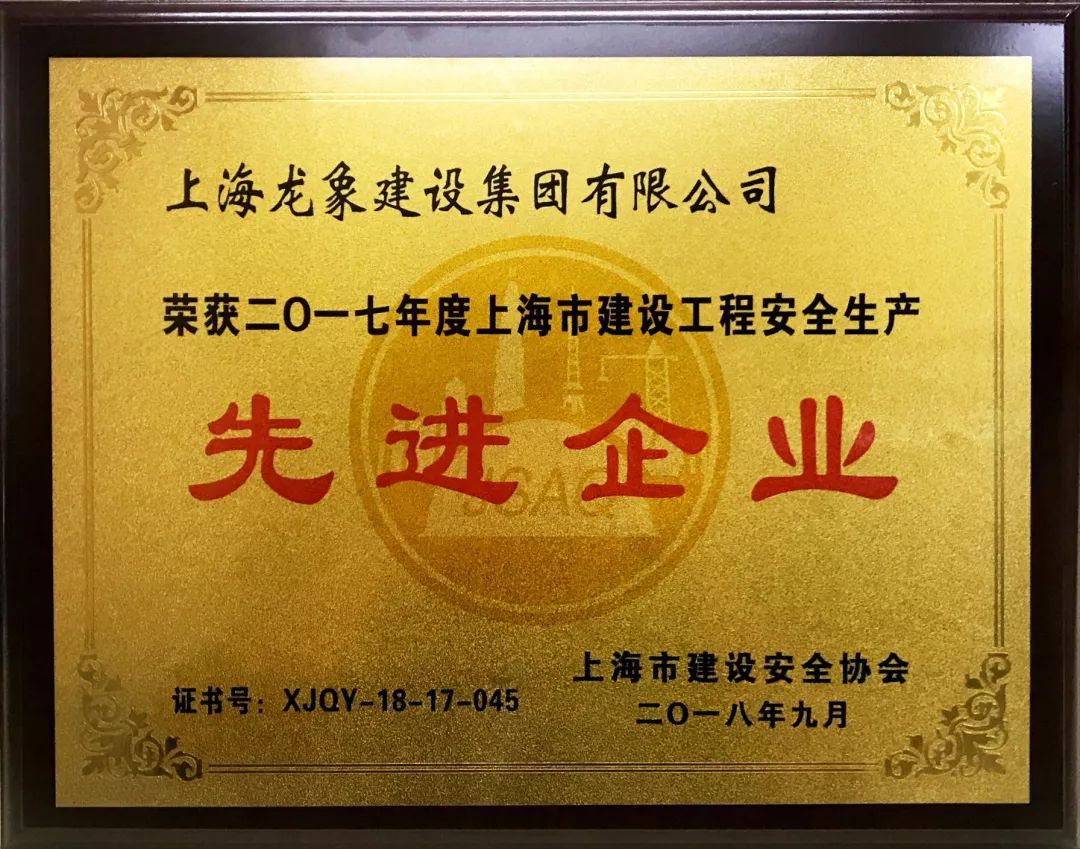 上海龙象建设集团有限公司
荣获二〇一七年度上海市建设工程安全生产
先进企业
上海市建设安全协会
证书号：XJQY-18-17-045
二〇一八年九月